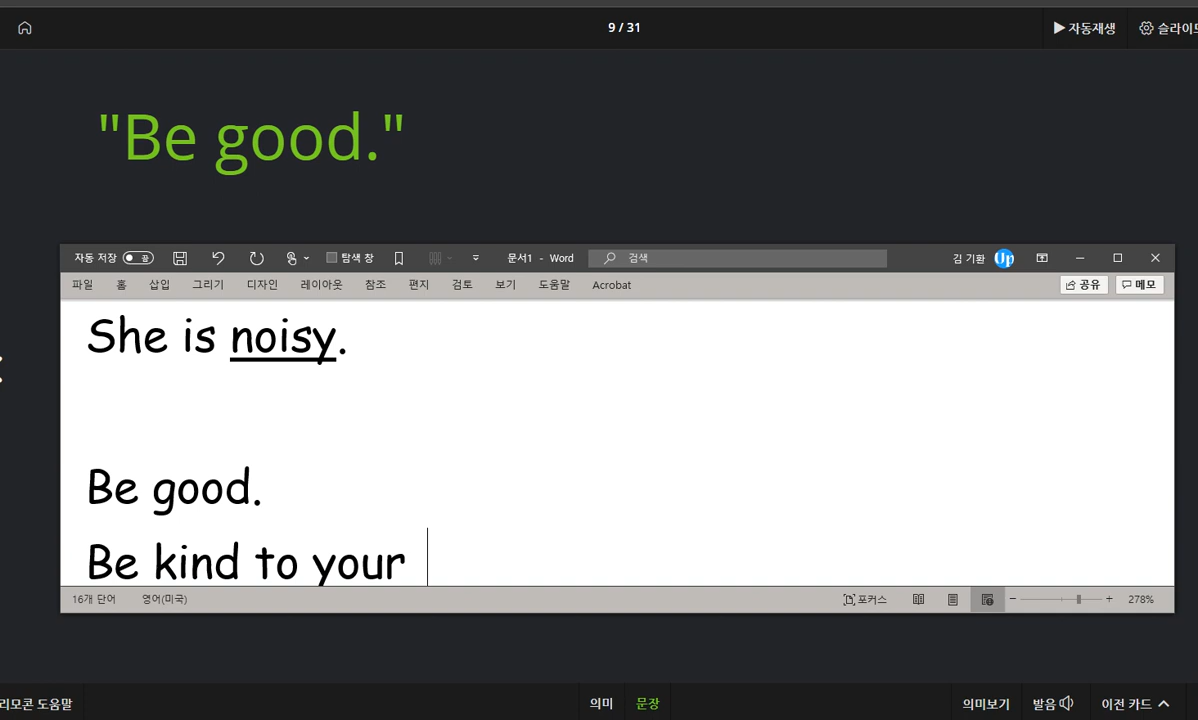 9 / 31
▶ 자동재생
슬라이드
"Be good."
자동 저장 끔 탐색 창 문서1 - Word 검색 김 기환 Up
파일 홈 삽입 그리기 디자인 레이아웃 참조 편지 검토 보기 도움말 Acrobat 공유 메모
She is noisy.
Be good.
Be kind to your
16개 단어 영어(미국) 포커스 - + 278%
리모콘 도움말 의미 문장 의미보기 발음 이전 카드